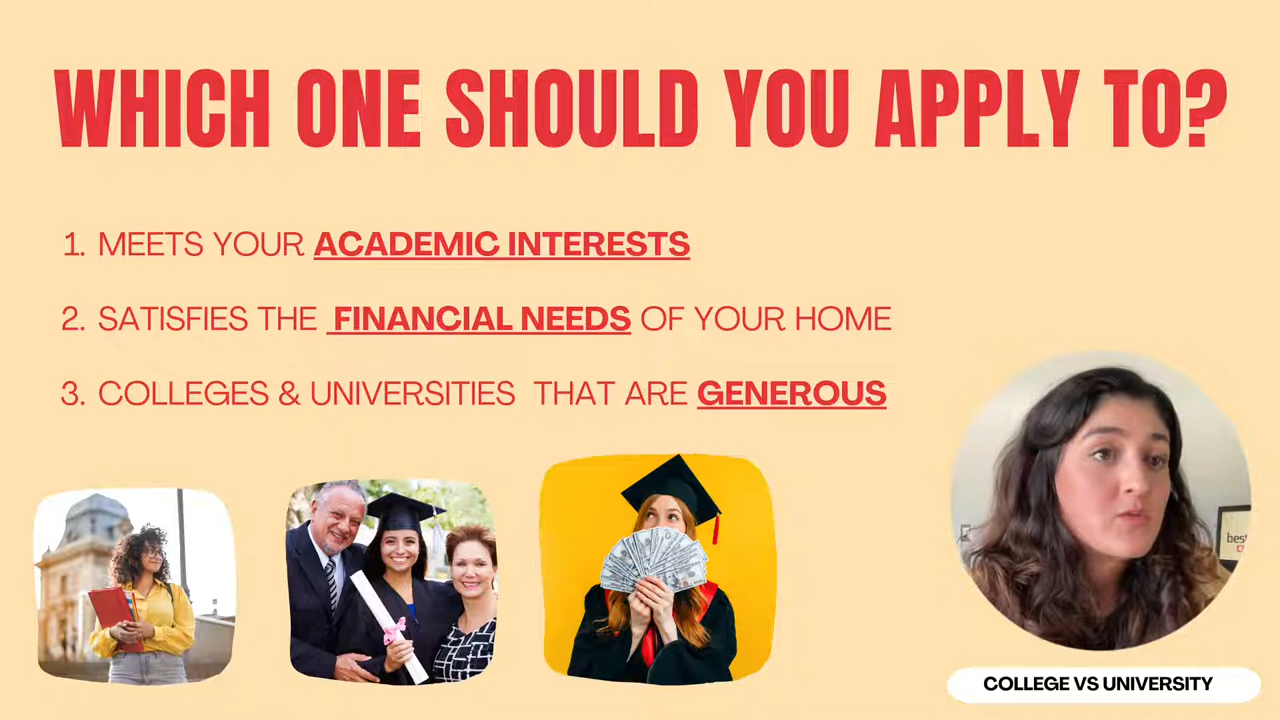 WHICH ONE SHOULD YOU APPLY TO?
1. MEETS YOUR ACADEMIC INTERESTS
2. SATISFIES THE FINANCIAL NEEDS OF YOUR HOME
3. COLLEGES & UNIVERSITIES THAT ARE GENEROUS
best
COLLEGE VS UNIVERSITY